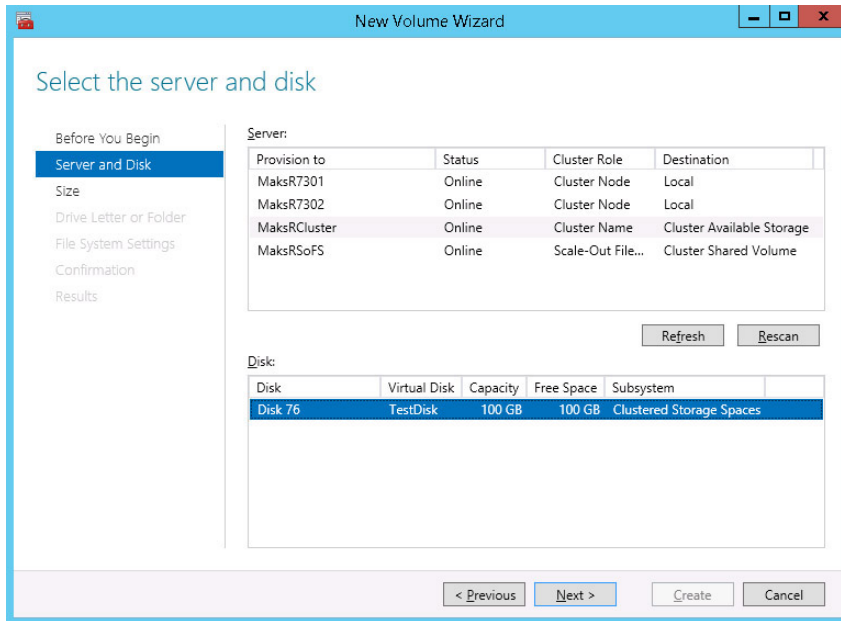 New Volume Wizard
Select the server and disk
Before You Begin
Server and Disk
Size
Drive Letter or Folder
File System Settings
Confirmation
Results
Server:
Provision to Status Cluster Role Destination
MaksR7301 Online Cluster Node Local
MaksR7302 Online Cluster Node Local
MaksRCluster Online Cluster Name Cluster Available Storage
MaksRSoFS Online Scale-Out File... Cluster Shared Volume
Refresh Rescan
Disk:
Disk Virtual Disk Capacity Free Space Subsystem
Disk 76 TestDisk 100 GB 100 GB Clustered Storage Spaces
< Previous Next > Create Cancel